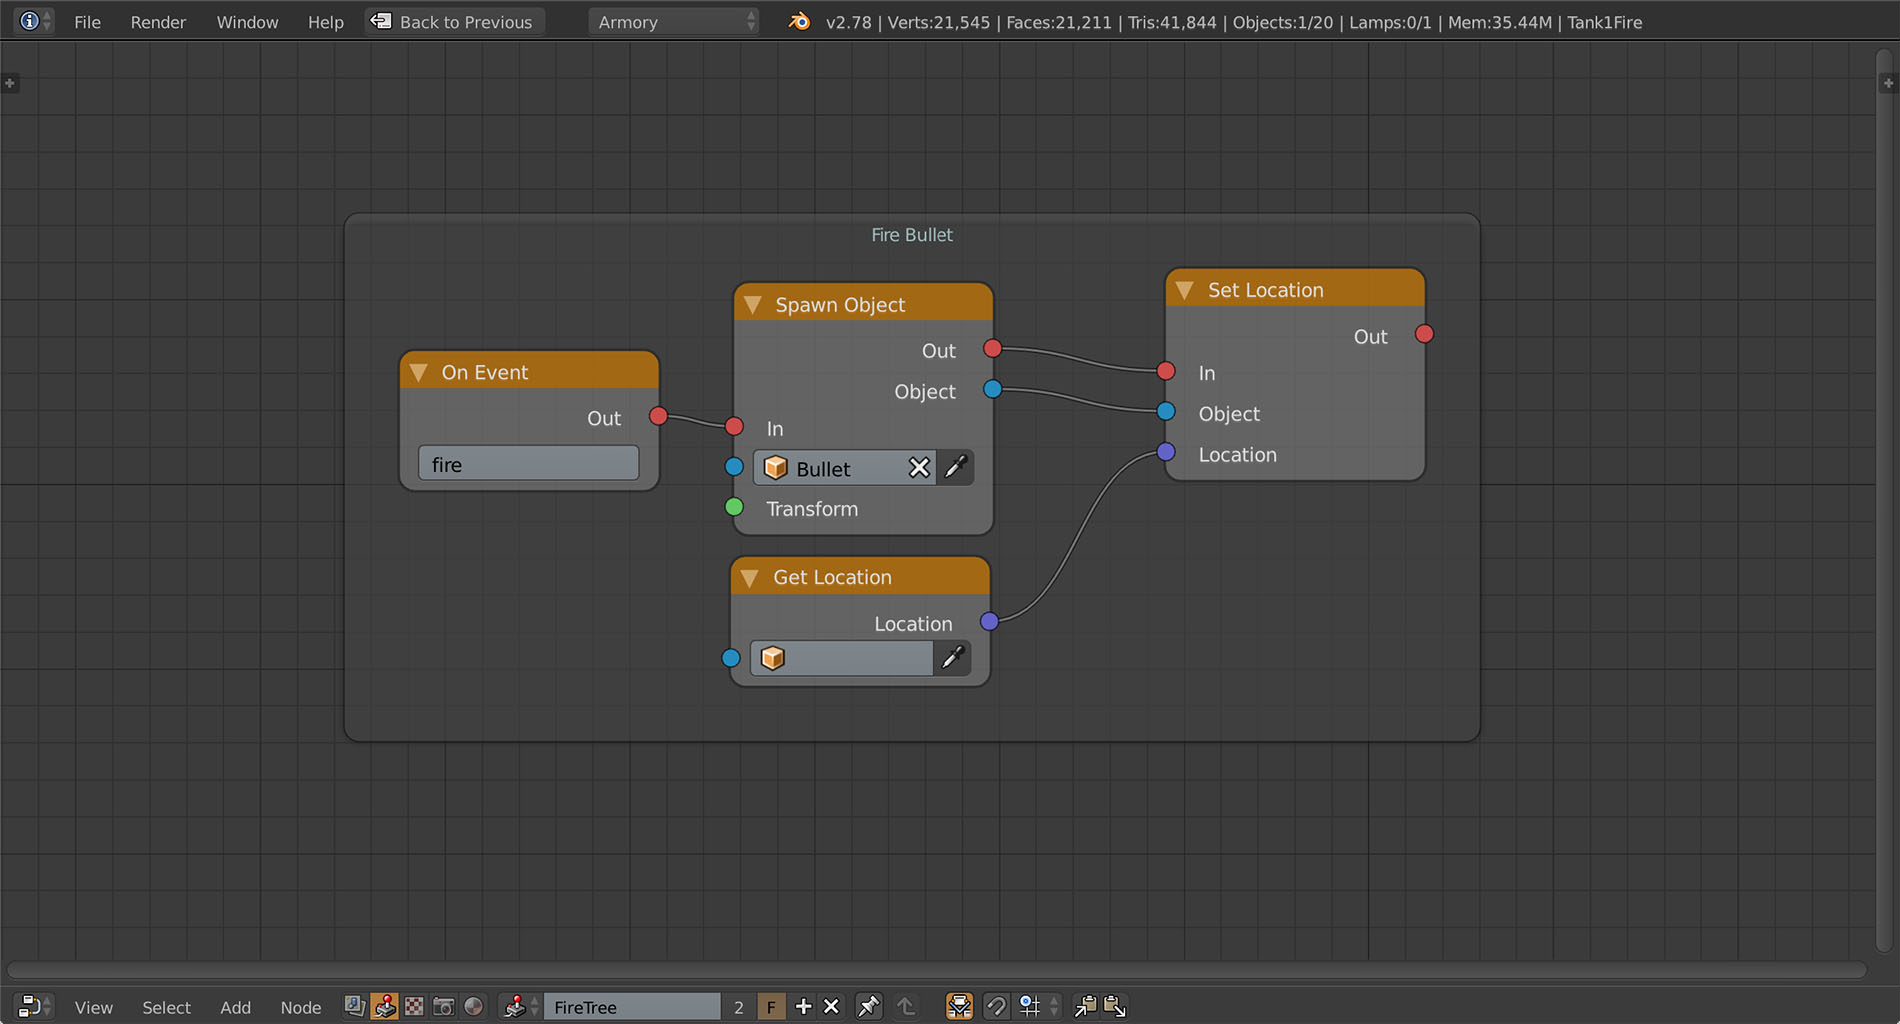 File Render Window Help Back to Previous Armory v2.78 | Verts:21,545 | Faces:21,211 | Tris:41,844 | Objects:1/20 | Lamps:0/1 | Mem:35.44M | Tank1Fire
Fire Bullet
On Event
Out
fire
Spawn Object
Out
Object
In
Bullet
Transform
Get Location
Location
Set Location
Out
In
Object
Location
View Select Add Node FireTree 2 F